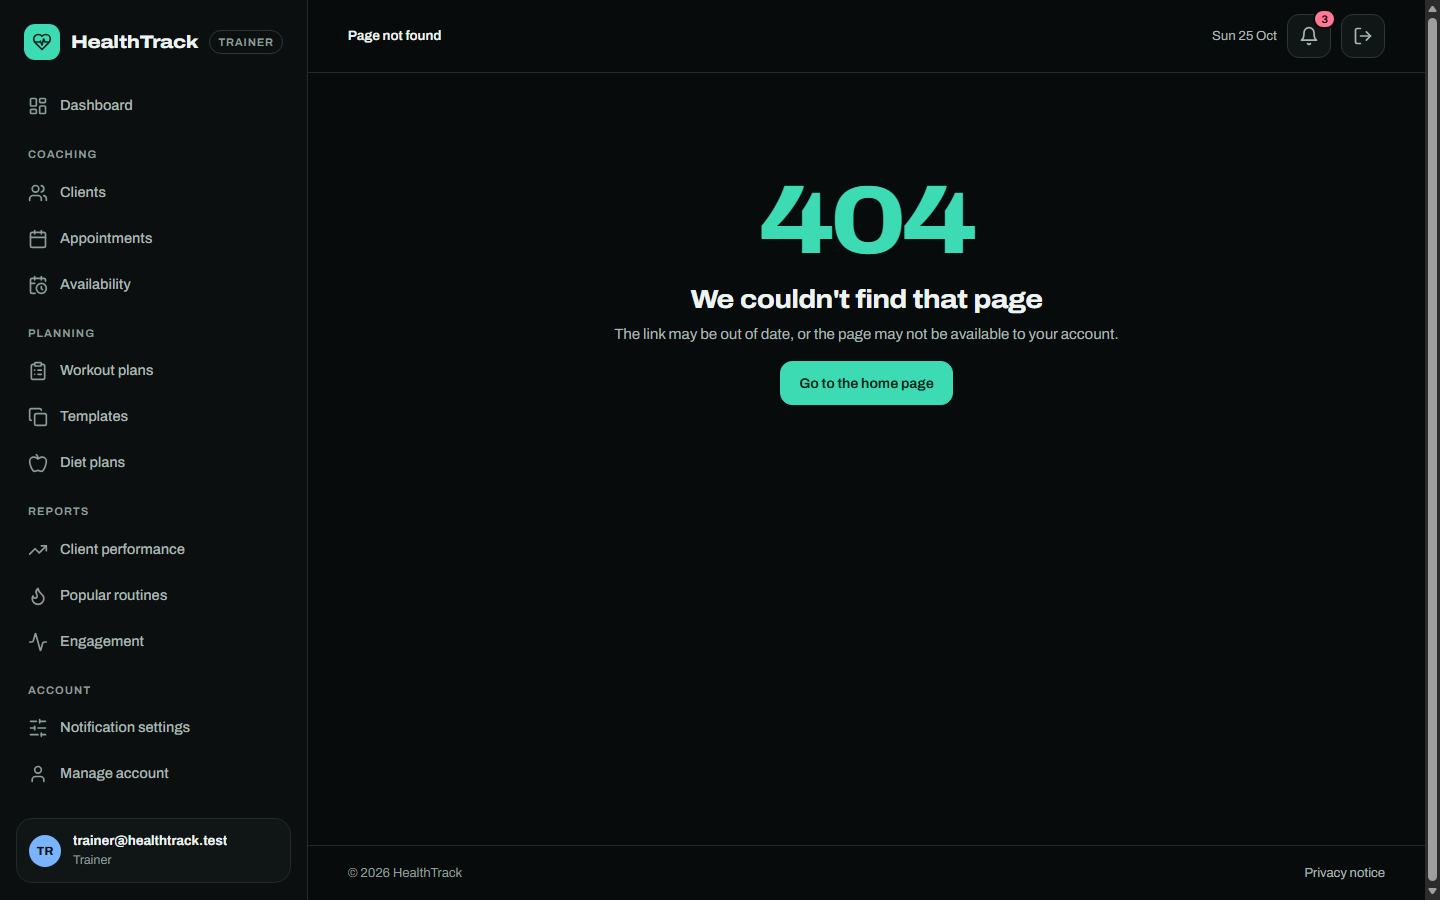 HealthTrack TRAINER
Dashboard
COACHING
Clients
Appointments
Availability
PLANNING
Workout plans
Templates
Diet plans
REPORTS
Client performance
Popular routines
Engagement
ACCOUNT
Notification settings
Manage account
TR
trainer@healthtrack.test
Trainer
Page not found
Sun 25 Oct
3
404
We couldn't find that page
The link may be out of date, or the page may not be available to your account.
Go to the home page
© 2026 HealthTrack
Privacy notice